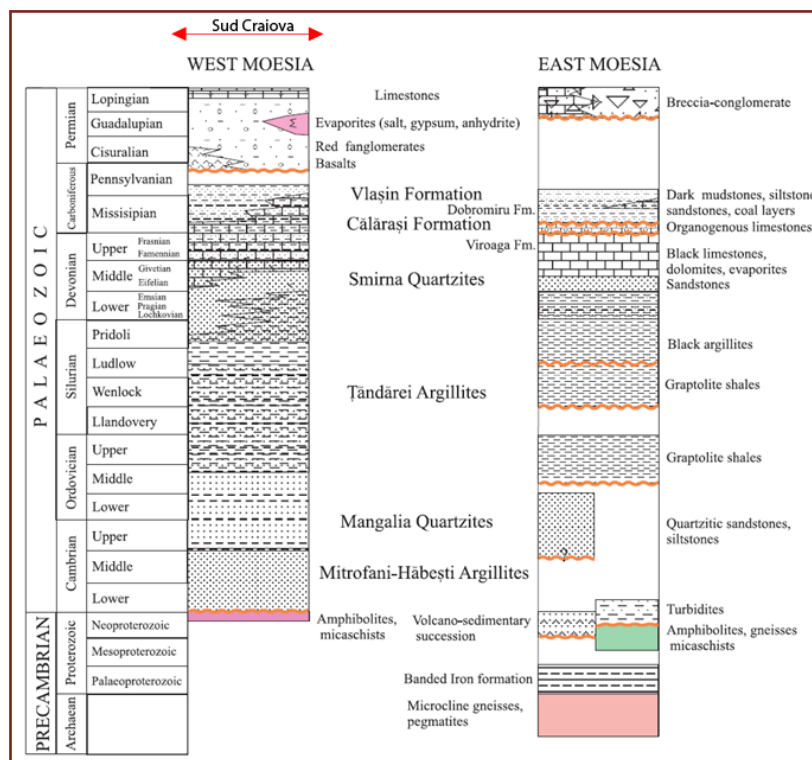 Sud Craiova
WEST MOESIA
EAST MOESIA
PALAEOZOIC
PRECAMBRIAN
Permian
Carboniferous
Devonian
Silurian
Ordovician
Cambrian
Proterozoic
Archaean
Lopingian
Guadalupian
Cisuralian
Pennsylvanian
Missisipian
Upper
Frasnian
Famennian
Middle
Givetian
Eifelian
Lower
Emsian
Pragian
Lochkovian
Pridoli
Ludlow
Wenlock
Llandovery
Upper
Middle
Lower
Upper
Middle
Lower
Neoproterozoic
Mesoproterozoic
Palaeoproterozoic
Limestones
Evaporites (salt, gypsum, anhydrite)
Red fanglomerates
Basalts
Vlașin Formation
Dobromiru Fm.
Călărași Formation
Viroaga Fm.
Smirna Quartzites
Țăndărei Argillites
Mangalia Quartzites
Mitrofani-Hăbești Argillites
Amphibolites,
micaschists
Volcano-sedimentary
succession
Banded Iron formation
Microcline gneisses,
pegmatites
?
Breccia-conglomerate
Dark mudstones, siltstone
sandstones, coal layers
Organogenous limestones
Black limestones,
dolomites, evaporites
Sandstones
Black argillites
Graptolite shales
Graptolite shales
Quartzitic sandstones,
siltstones
Turbidites
Amphibolites, gneisses
micaschists